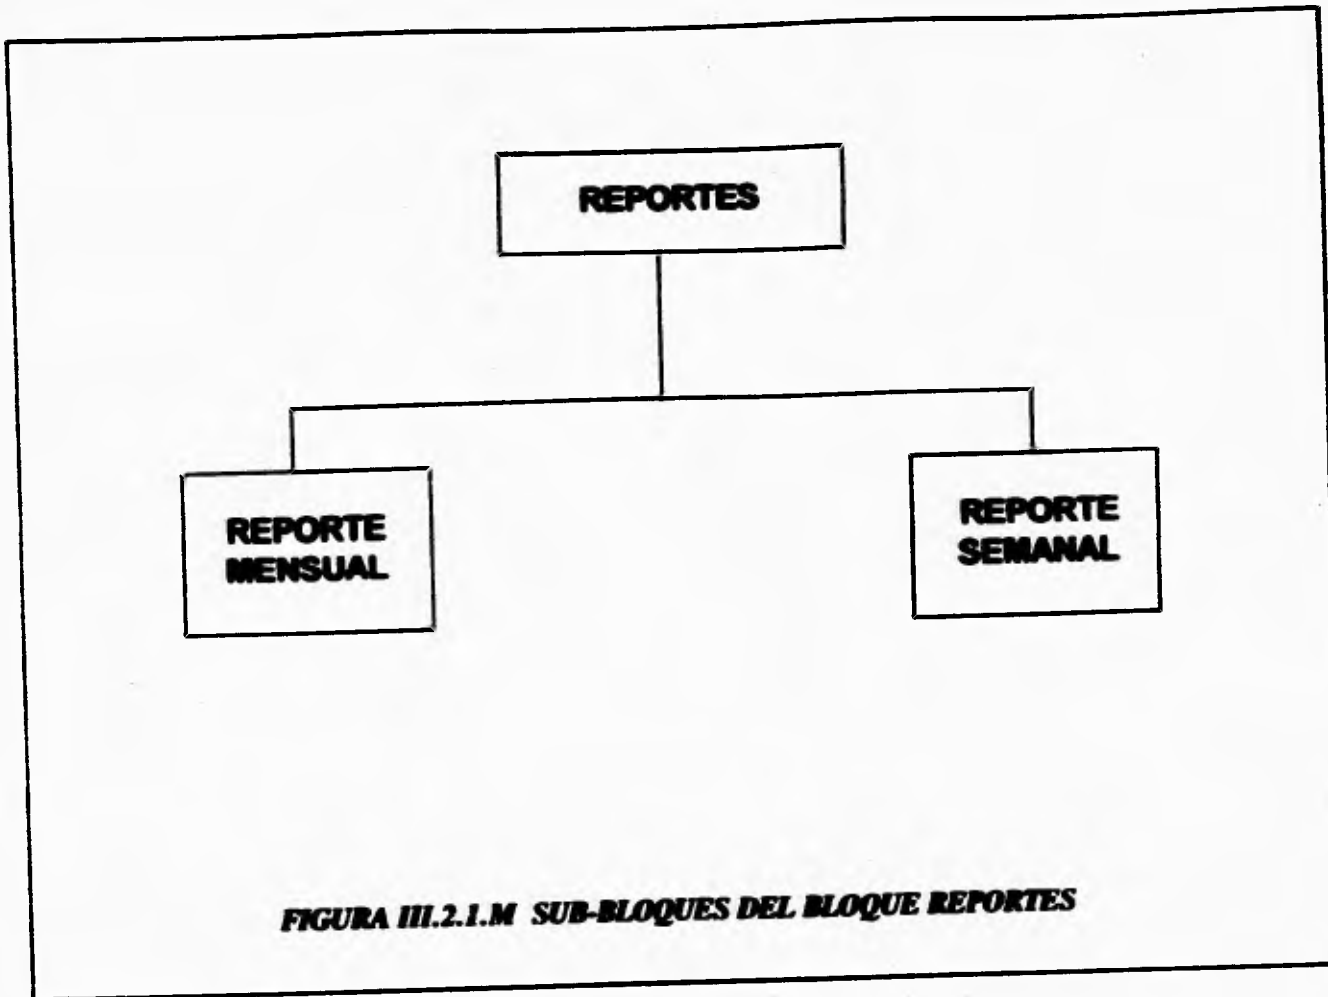 REPORTES
REPORTE
MENSUAL
REPORTE
SEMANAL
FIGURA III.2.1.M SUB-BLOQUES DEL BLOQUE REPORTES